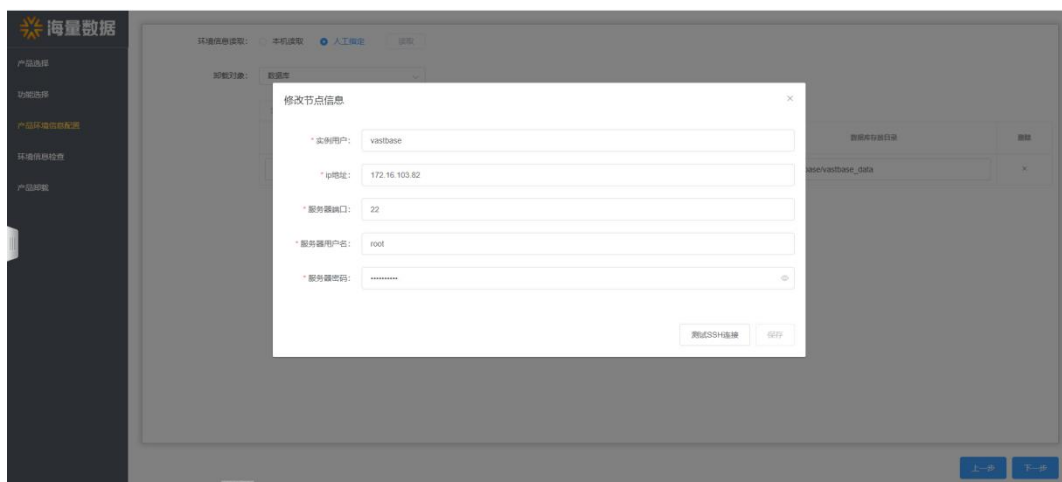 海量数据
产品选择
功能选择
产品环境信息配置
环境信息检查
产品卸载
环境信息读取： 本机读取 人工指定 读取
卸载对象： 数据库
修改节点信息 ×
* 实例用户： vastbase
* ip地址： 172.16.103.82
* 服务器端口： 22
* 服务器用户名： root
* 服务器密码： ••••••••••
测试SSH连接 保存
数据库存放目录 删除
ase/vastbase_data ×
上一步 下一步